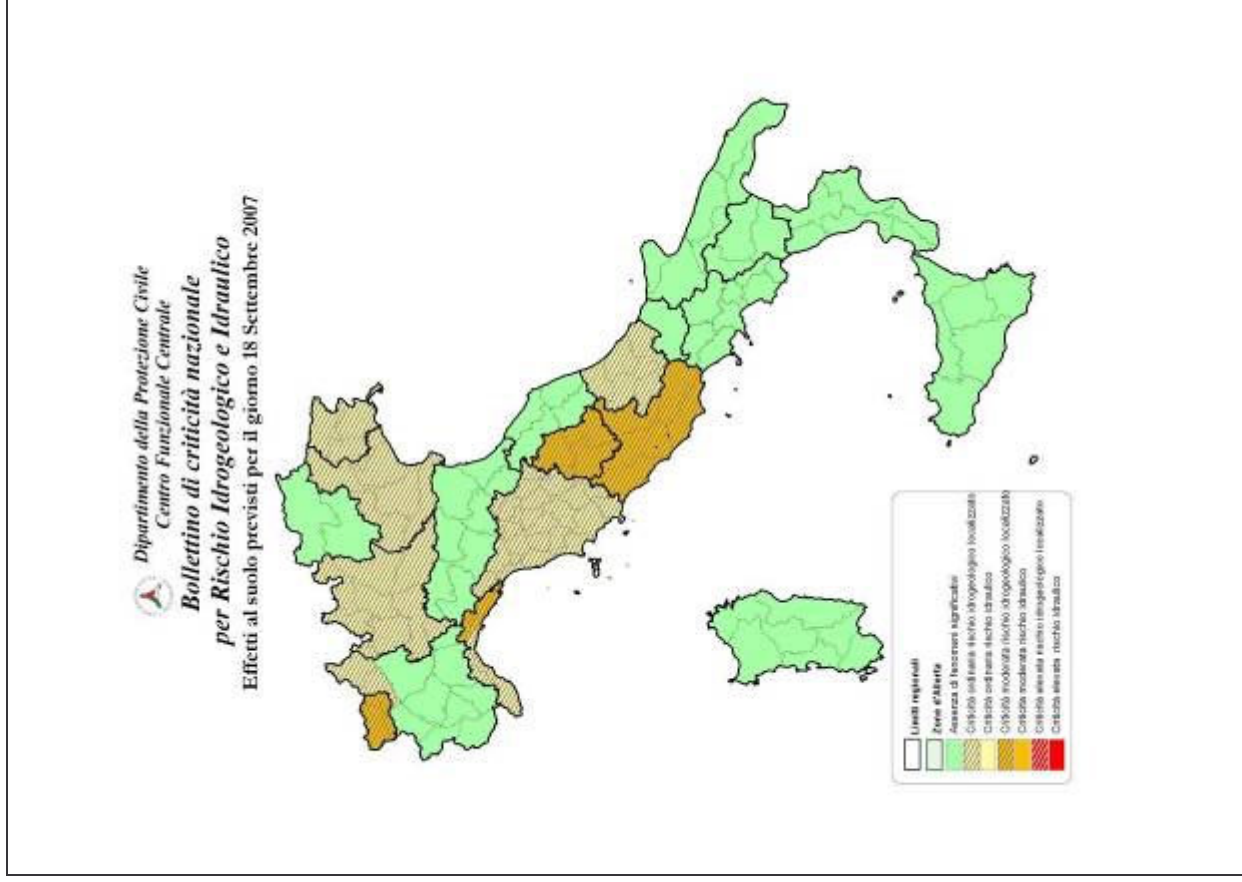 Dipartimento della Protezione Civile
Centro Funzionale Centrale
Bollettino di criticità nazionale
per Rischio Idrogeologico e Idraulico
Effetti al suolo previsti per il giorno 18 Settembre 2007
Limiti regionali
Zone d'Allerta
Assenza di fenomeni significativi
Criticità ordinaria rischio idrogeologico localizzato
Criticità ordinaria rischio idraulico
Criticità moderata rischio idrogeologico localizzato
Criticità moderata rischio idraulico
Criticità elevata rischio idrogeologico localizzato
Criticità elevata rischio idraulico